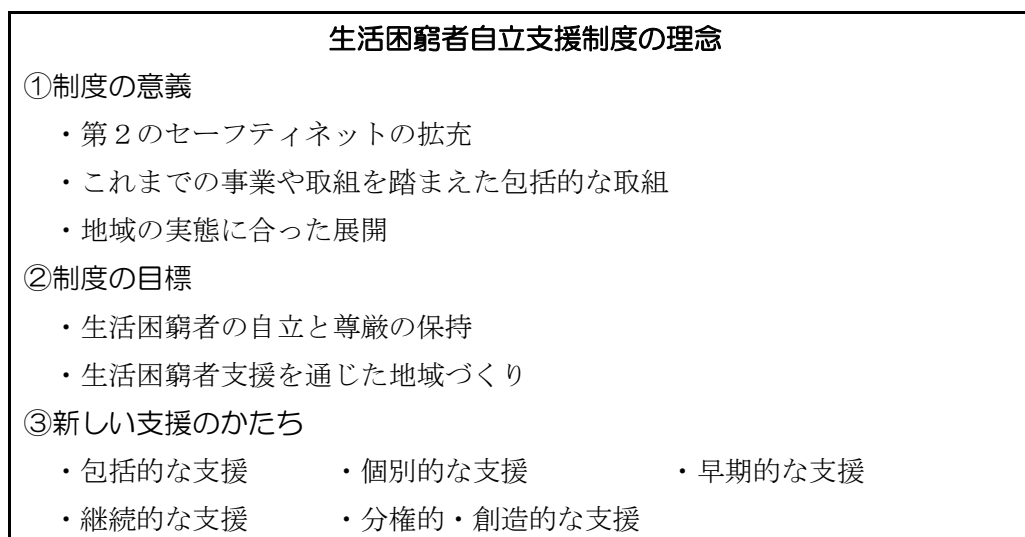 生活困窮者自立支援制度の理念
①制度の意義
・第２のセーフティネットの拡充
・これまでの事業や取組を踏まえた包括的な取組
・地域の実態に合った展開
②制度の目標
・生活困窮者の自立と尊厳の保持
・生活困窮者支援を通じた地域づくり
③新しい支援のかたち
・包括的な支援　・個別的な支援　・早期的な支援
・継続的な支援　・分権的・創造的な支援